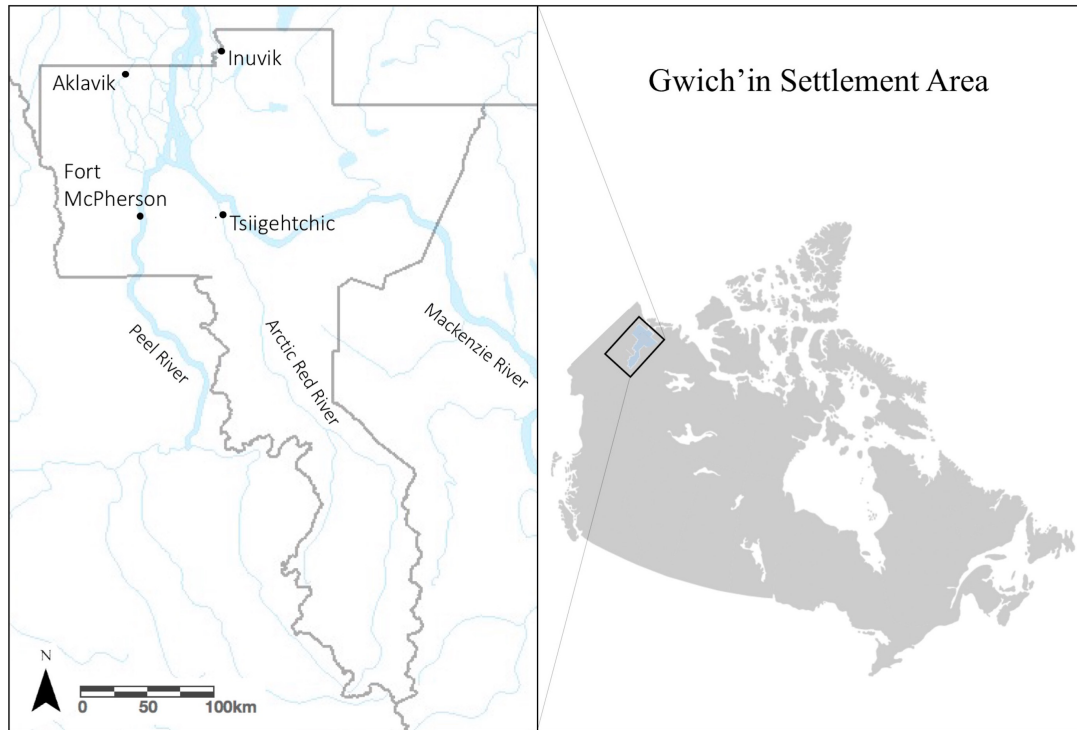 Gwich’in Settlement Area
Inuvik
Aklavik
Fort
McPherson
Tsiigehtchic
Peel River
Arctic Red River
Mackenzie River
N
0 50 100km